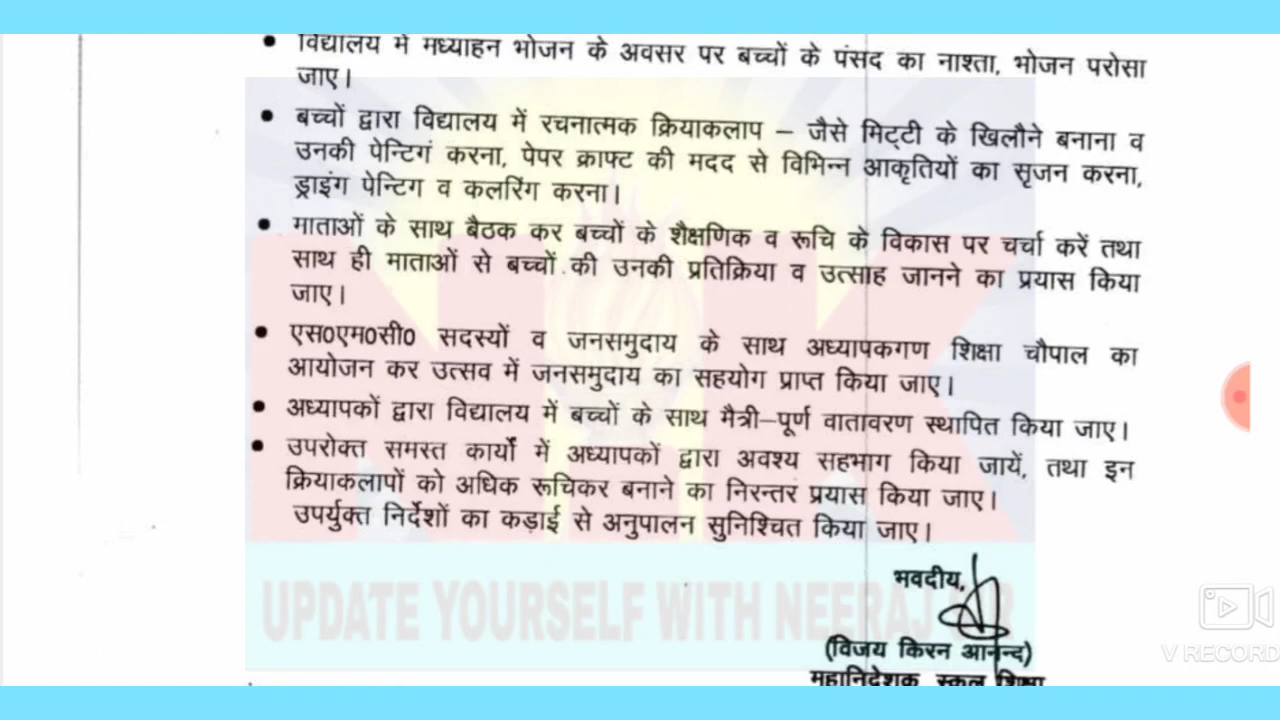 विद्यालय में मध्याहन भोजन के अवसर पर बच्चों के पंसद का नाश्ता, भोजन परोसा
जाए।
बच्चों द्वारा विद्यालय में रचनात्मक क्रियाकलाप – जैसे मिट्टी के खिलौने बनाना व
उनकी पेन्टिगं करना, पेपर क्राफ्ट की मदद से विभिन्न आकृतियों का सृजन करना,
ड्राइंग पेन्टिग व कलरिंग करना।
माताओं के साथ बैठक कर बच्चों के शैक्षणिक व रूचि के विकास पर चर्चा करें तथा
साथ ही माताओं से बच्चों की उनकी प्रतिक्रिया व उत्साह जानने का प्रयास किया
जाए।
एस0एम0सी0 सदस्यों व जनसमुदाय के साथ अध्यापकगण शिक्षा चौपाल का
आयोजन कर उत्सव में जनसमुदाय का सहयोग प्राप्त किया जाए।
अध्यापकों द्वारा विद्यालय में बच्चों के साथ मैत्री–पूर्ण वातावरण स्थापित किया जाए।
उपरोक्त समस्त कार्यों में अध्यापकों द्वारा अवश्य सहभाग किया जायें, तथा इन
क्रियाकलापों को अधिक रूचिकर बनाने का निरन्तर प्रयास किया जाए।
उपर्युक्त निर्देशों का कड़ाई से अनुपालन सुनिश्चित किया जाए।
भवदीय,
UPDATE YOURSELF WITH NEERAJ
(विजय किरन आनन्द)
महानिदेशक स्कूल शिक्षा
V RECORD